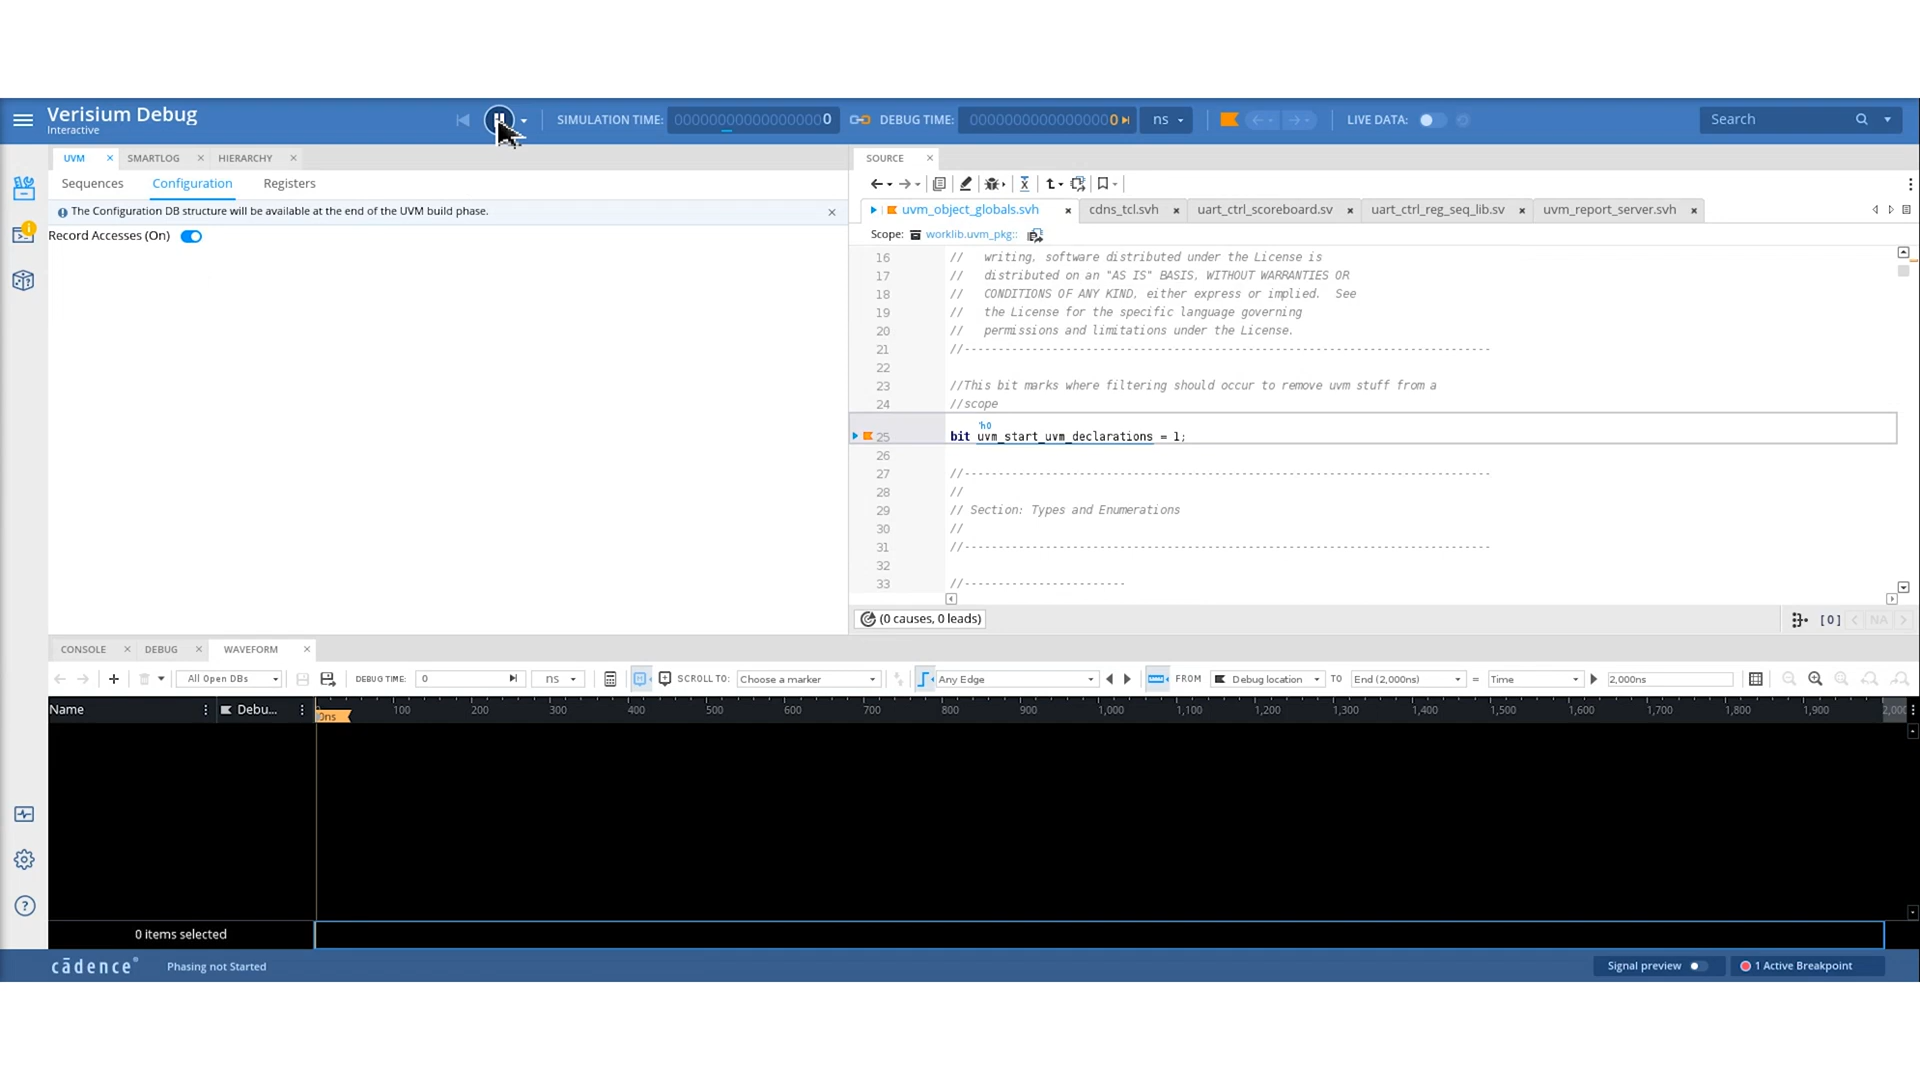 Verisium Debug
Interactive
SIMULATION TIME: 00000000000000000000 DEBUG TIME: 0000000000000000000 ns LIVE DATA: Search
UVM SMARTLOG HIERARCHY
SOURCE
Sequences Configuration Registers
The Configuration DB structure will be available at the end of the UVM build phase.
Record Accesses (On)
uvm_object_globals.svh cdns_tcl.svh uart_ctrl_scoreboard.sv uart_ctrl_reg_seq_lib.sv uvm_report_server.svh
Scope: worklib.uvm_pkg::
16 // writing, software distributed under the License is
17 // distributed on an "AS IS" BASIS, WITHOUT WARRANTIES OR
18 // CONDITIONS OF ANY KIND, either express or implied. See
19 // the License for the specific language governing
20 // permissions and limitations under the License.
21 //------------------------------------------------------------------------------
22
23 //This bit marks where filtering should occur to remove uvm stuff from a
24 //scope
'h0
25 bit uvm_start_uvm_declarations = 1;
26
27 //------------------------------------------------------------------------------
28 //
29 // Section: Types and Enumerations
30 //
31 //------------------------------------------------------------------------------
32
33 //------------------------
(0 causes, 0 leads)
[0] NA
CONSOLE DEBUG WAVEFORM
All Open DBs DEBUG TIME: 0 ns SCROLL TO: Choose a marker Any Edge FROM Debug location TO End (2,000ns) = Time 2,000ns
Name Debu... 0ns 100 200 300 400 500 600 700 800 900 1,000 1,100 1,200 1,300 1,400 1,500 1,600 1,700 1,800 1,900
0 items selected
cādence Phasing not Started
Signal preview 1 Active Breakpoint